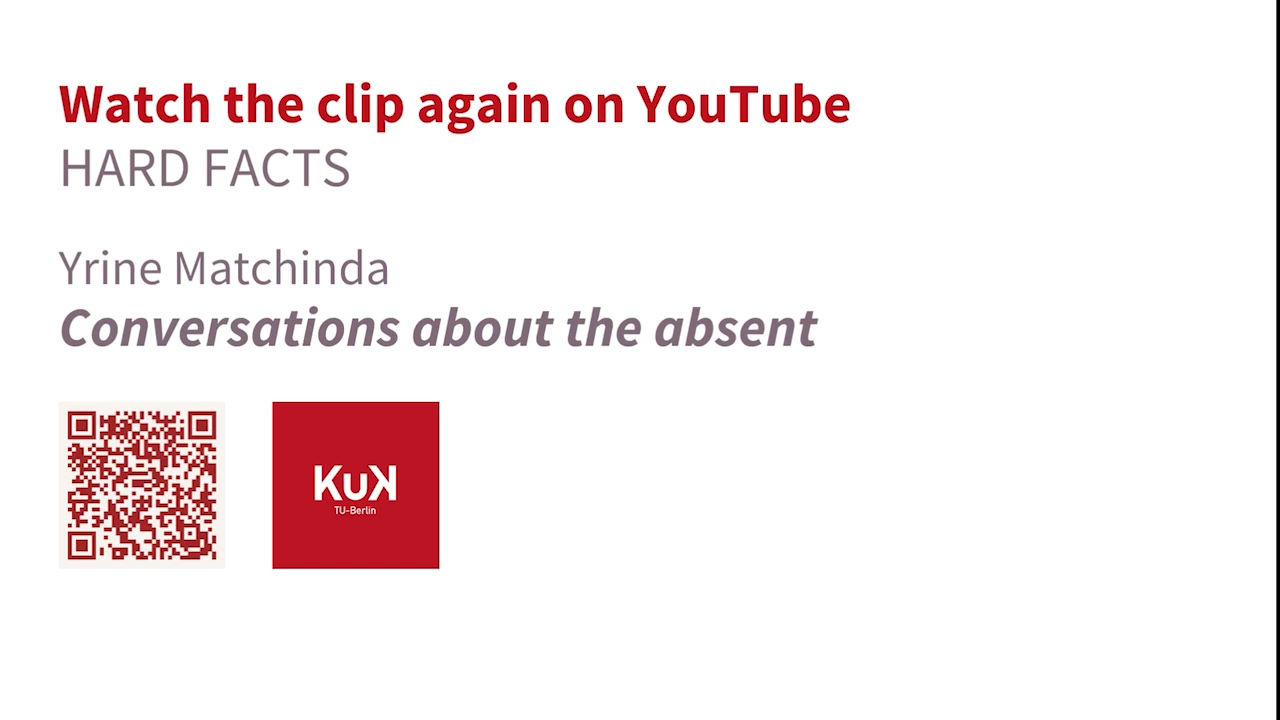 Watch the clip again on YouTube
HARD FACTS
Yrine Matchinda
Conversations about the absent
KuK
TU-Berlin